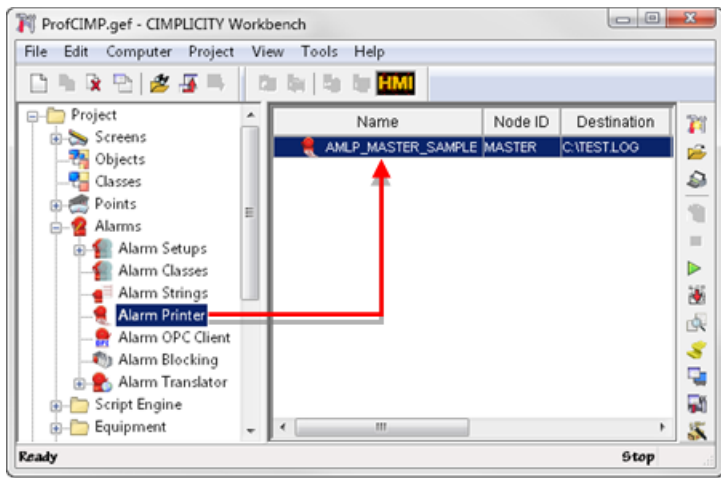 ProfCIMP.gef - CIMPLICITY Workbench
File Edit Computer Project View Tools Help
HMI
Project
Screens
Objects
Classes
Points
Alarms
Alarm Setups
Alarm Classes
Alarm Strings
Alarm Printer
Alarm OPC Client
Alarm Blocking
Alarm Translator
Script Engine
Equipment
Name Node ID Destination
AMLP_MASTER_SAMPLE MASTER C:\TEST.LOG
Ready Stop